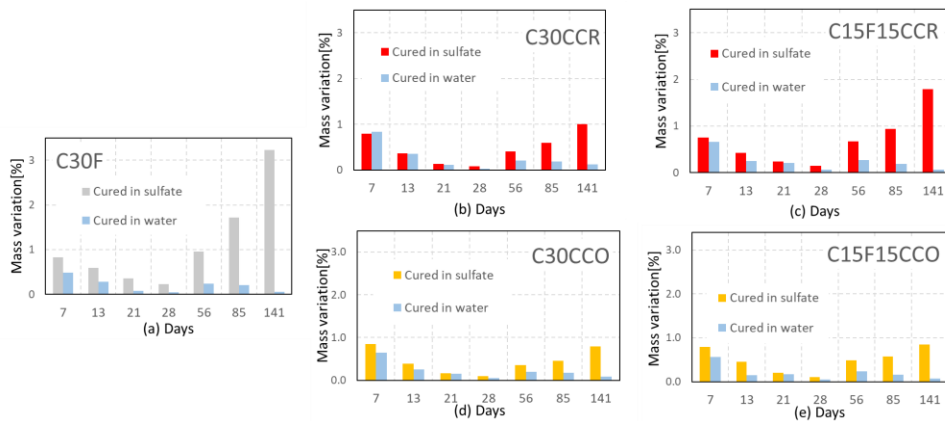 C30F
Mass variation[%]
3
2
1
0
Cured in sulfate
Cured in water
7 13 21 28 56 85 141
(a) Days
C30CCR
Mass variation[%]
3
2
1
0
Cured in sulfate
Cured in water
7 13 21 28 56 85 141
(b) Days
C15F15CCR
Mass variation[%]
3
2
1
0
Cured in sulfate
Cured in water
7 13 21 28 56 85 141
(c) Days
C30CCO
Mass variation[%]
3.0
2.0
1.0
0.0
Cured in sulfate
Cured in water
7 13 21 28 56 85 141
(d) Days
C15F15CCO
Mass variation[%]
3.0
2.0
1.0
0.0
Cured in sulfate
Cured in water
7 13 21 28 56 85 141
(e) Days